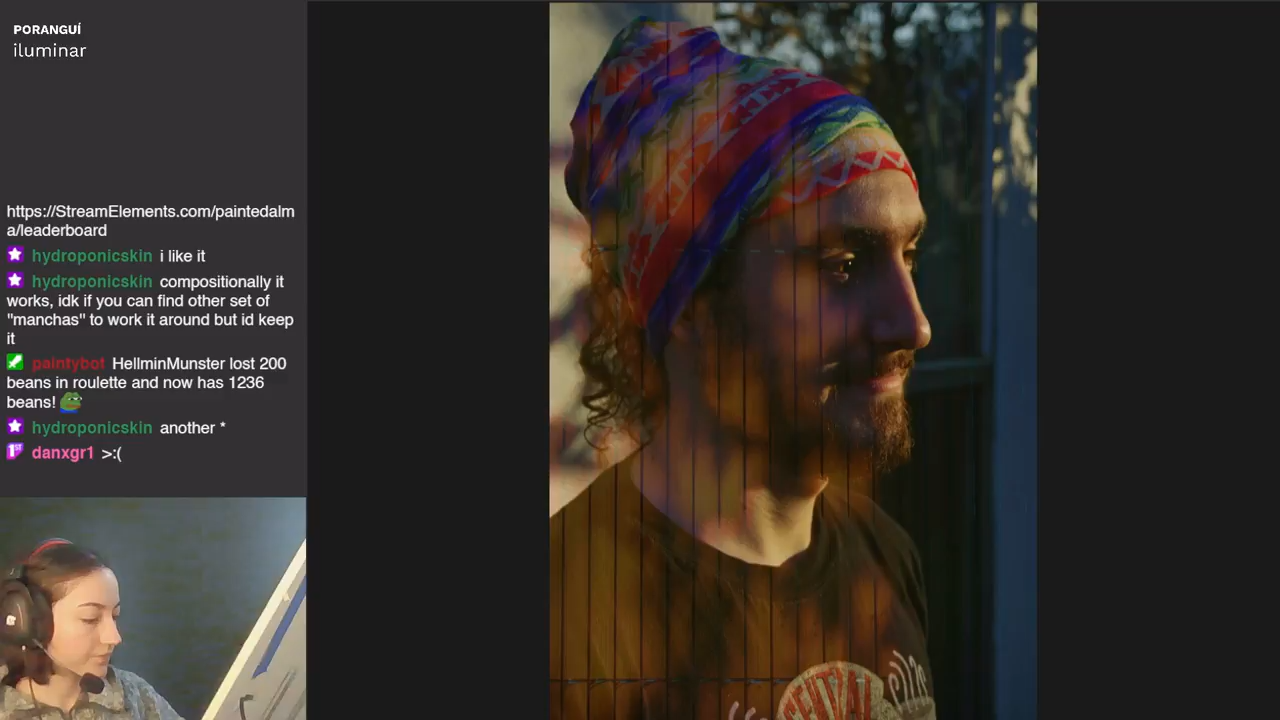 PORANGUÍ
iluminar
https://StreamElements.com/paintedalm
a/leaderboard
hydroponicskin i like it
hydroponicskin compositionally it
works, idk if you can find other set of
"manchas" to work it around but id keep
it
paintybot HellminMunster lost 200
beans in roulette and now has 1236
beans!
hydroponicskin another *
1ST danxgr1 >:(